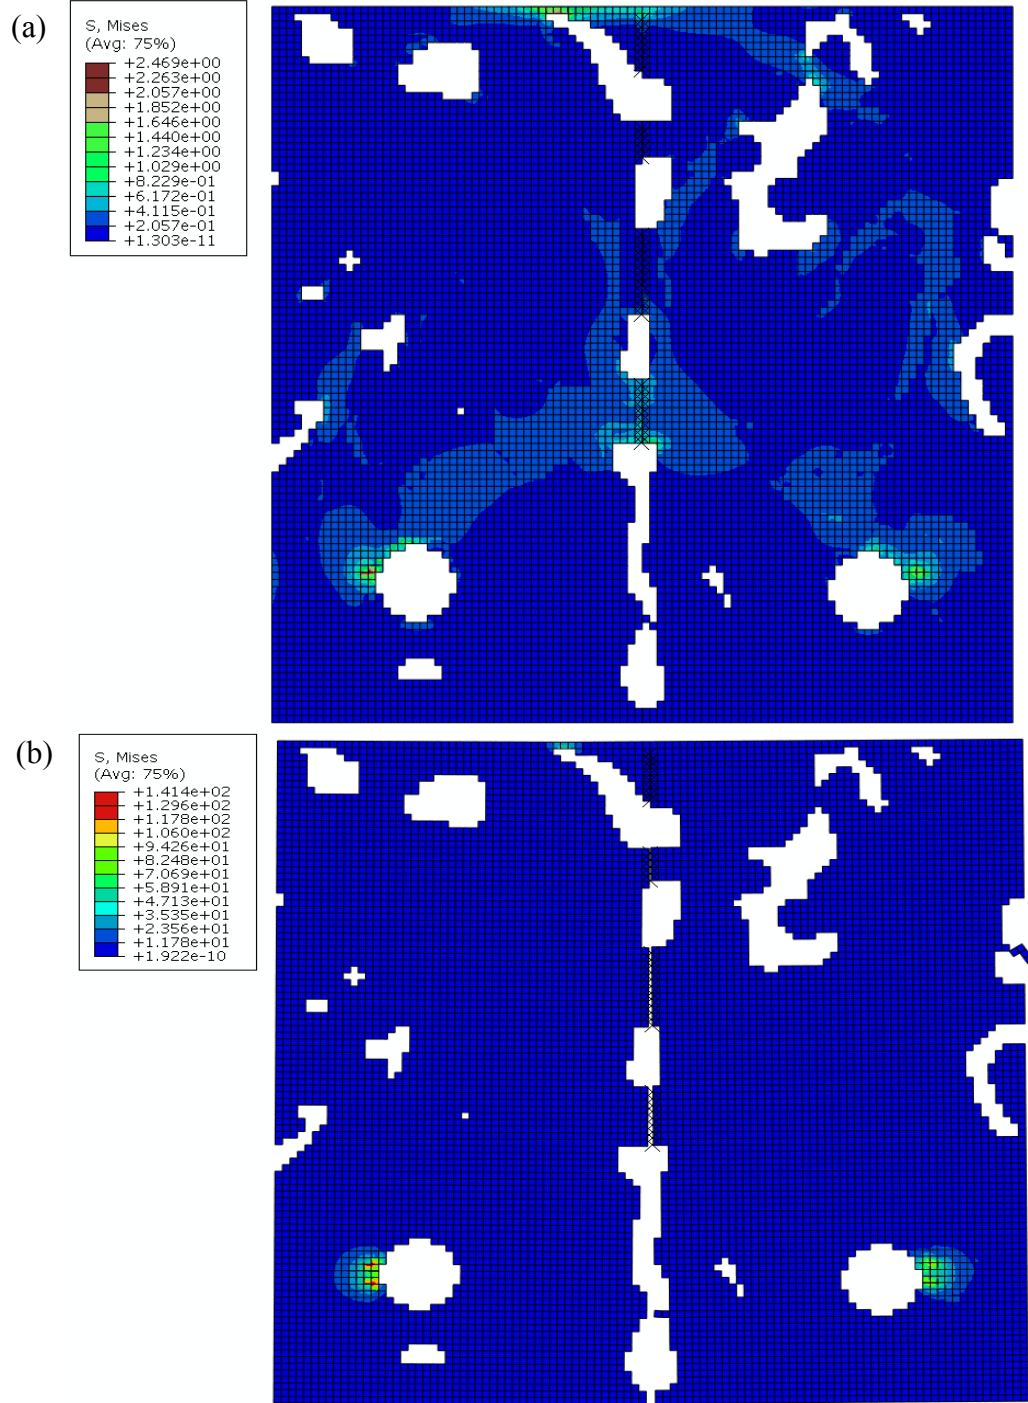 (a)
S, Mises
(Avg: 75%)
+2.469e+00
+2.263e+00
+2.057e+00
+1.852e+00
+1.646e+00
+1.440e+00
+1.234e+00
+1.029e+00
+8.229e-01
+6.172e-01
+4.115e-01
+2.057e-01
+1.303e-11
(b)
S, Mises
(Avg: 75%)
+1.414e+02
+1.296e+02
+1.178e+02
+1.060e+02
+9.426e+01
+8.248e+01
+7.069e+01
+5.891e+01
+4.713e+01
+3.535e+01
+2.356e+01
+1.178e+01
+1.922e-10